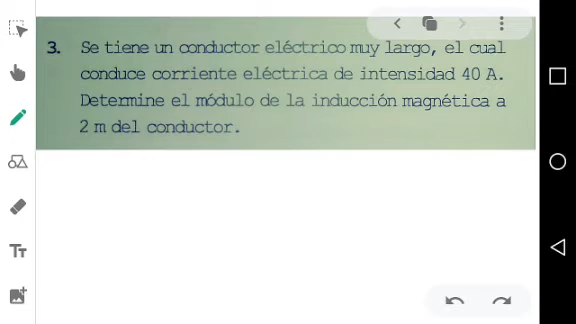 3. Se tiene un conductor eléctrico muy largo, el cual
conduce corriente eléctrica de intensidad 40 A.
Determine el módulo de la inducción magnética a
2 m del conductor.
TT